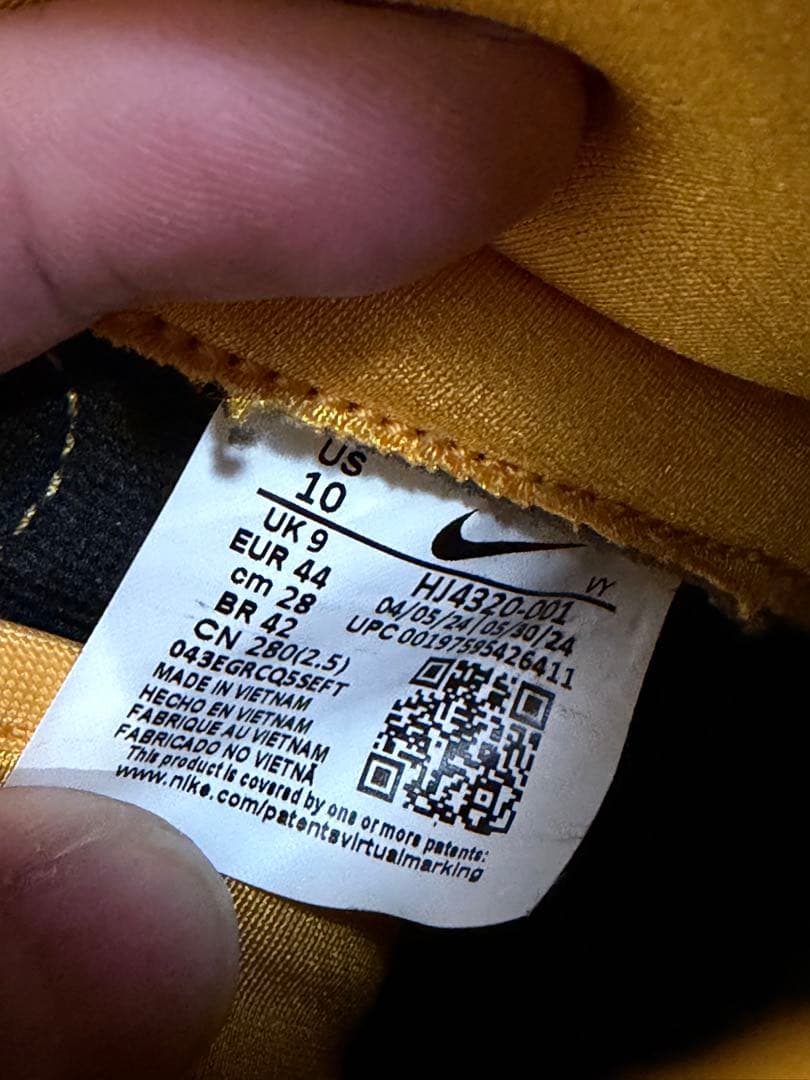 US
10
UK 9
EUR 44
cm 28
BR 42
CN 280(2.5)
043EGRCQ5SEFT
MADE IN VIETNAM
HECHO EN VIETNAM
FABRIQUE AU VIETNAM
FABRICADO NO VIETNÃ
This product is covered by one or more patents:
www.nike.com/patentsvirtualmarking
VY
HJ4320-001
04/05/24 05/30/24
UPC 00197595426411